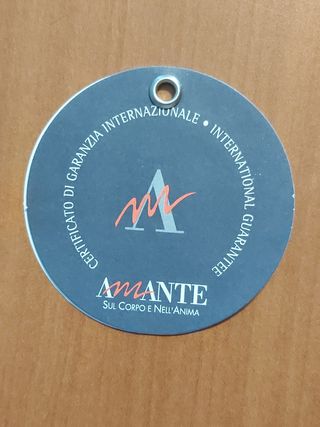 CERTIFICATO DI GARANZIA INTERNAZIONALE • INTERNATIONAL GUARANTEE
A
AMANTE
SUL CORPO E NELL'ANIMA